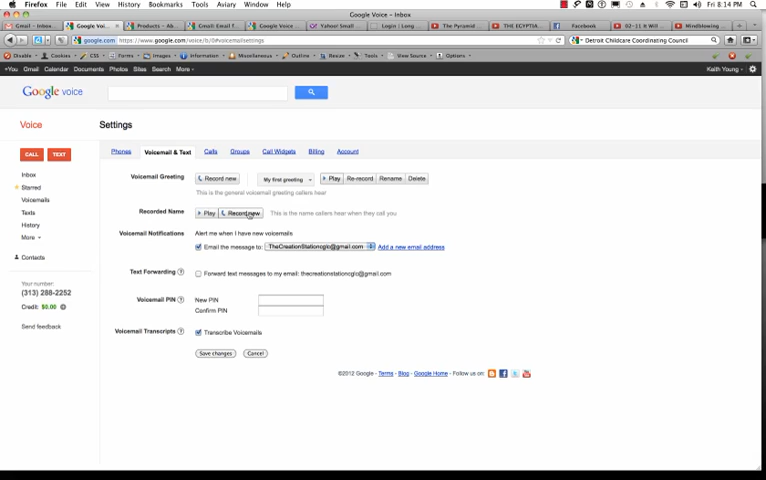 Firefox File Edit View History Bookmarks Tools Aviary Window Help Fri 8:14 PM
Google Voice – Inbox
Gmail – Inbox... Google Voic... Products – Ab... Gmail: Email T... Google Voice ... Yahoo! Small ... Login | Long ... The Pyramid THE EGYPTIA... Facebook 02-11 It Will ... Mindblowing ...
google.com https://www.google.com/voice/b/0#voicemailsettings Detroit Childcare Coordinating Council
Disable Cookies CSS Forms Images Information Miscellaneous Outline Resize Tools View Source Options
+You Gmail Calendar Documents Photos Sites Search More Keith Young
Google voice
Voice Settings
CALL TEXT Phones Voicemail & Text Calls Groups Call Widgets Billing Account
Inbox
Starred
Voicemails
Texts
History
More
Contacts
Your number:
(313) 288-2252
Credit: $0.00
Send feedback
Voicemail Greeting Record new My first greeting Play Re-record Rename Delete
This is the general voicemail greeting callers hear
Recorded Name Play Record new This is the name callers hear when they call you
Voicemail Notifications Alert me when I have new voicemails
Email the message to: TheCreationStationcglc@gmail.com Add a new email address
Text Forwarding Forward text messages to my email: thecreationstationcglc@gmail.com
Voicemail PIN New PIN
Confirm PIN
Voicemail Transcripts Transcribe Voicemails
Save changes Cancel
©2012 Google - Terms - Blog - Google Home - Follow us on: